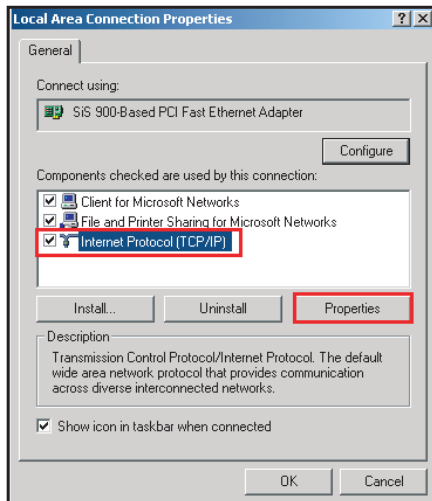 Local Area Connection Properties
General
Connect using:
SiS 900-Based PCI Fast Ethernet Adapter
Configure
Components checked are used by this connection:
Client for Microsoft Networks
File and Printer Sharing for Microsoft Networks
Internet Protocol (TCP/IP)
Install...
Uninstall
Properties
Description
Transmission Control Protocol/Internet Protocol. The default
wide area network protocol that provides communication
across diverse interconnected networks.
Show icon in taskbar when connected
OK
Cancel